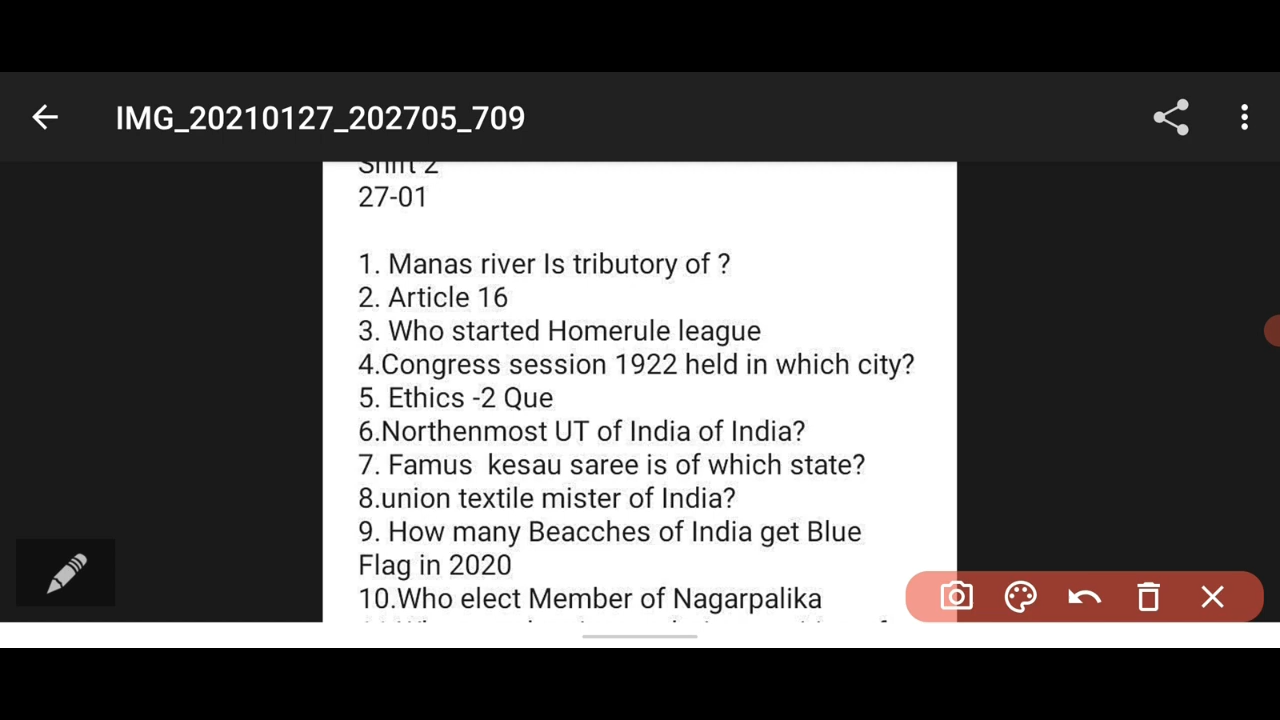 IMG_20210127_202705_709
Shift 2
27-01
1. Manas river Is tributory of ?
2. Article 16
3. Who started Homerule league
4.Congress session 1922 held in which city?
5. Ethics -2 Que
6.Northenmost UT of India of India?
7. Famus kesau saree is of which state?
8.union textile mister of India?
9. How many Beacches of India get Blue
Flag in 2020
10.Who elect Member of Nagarpalika